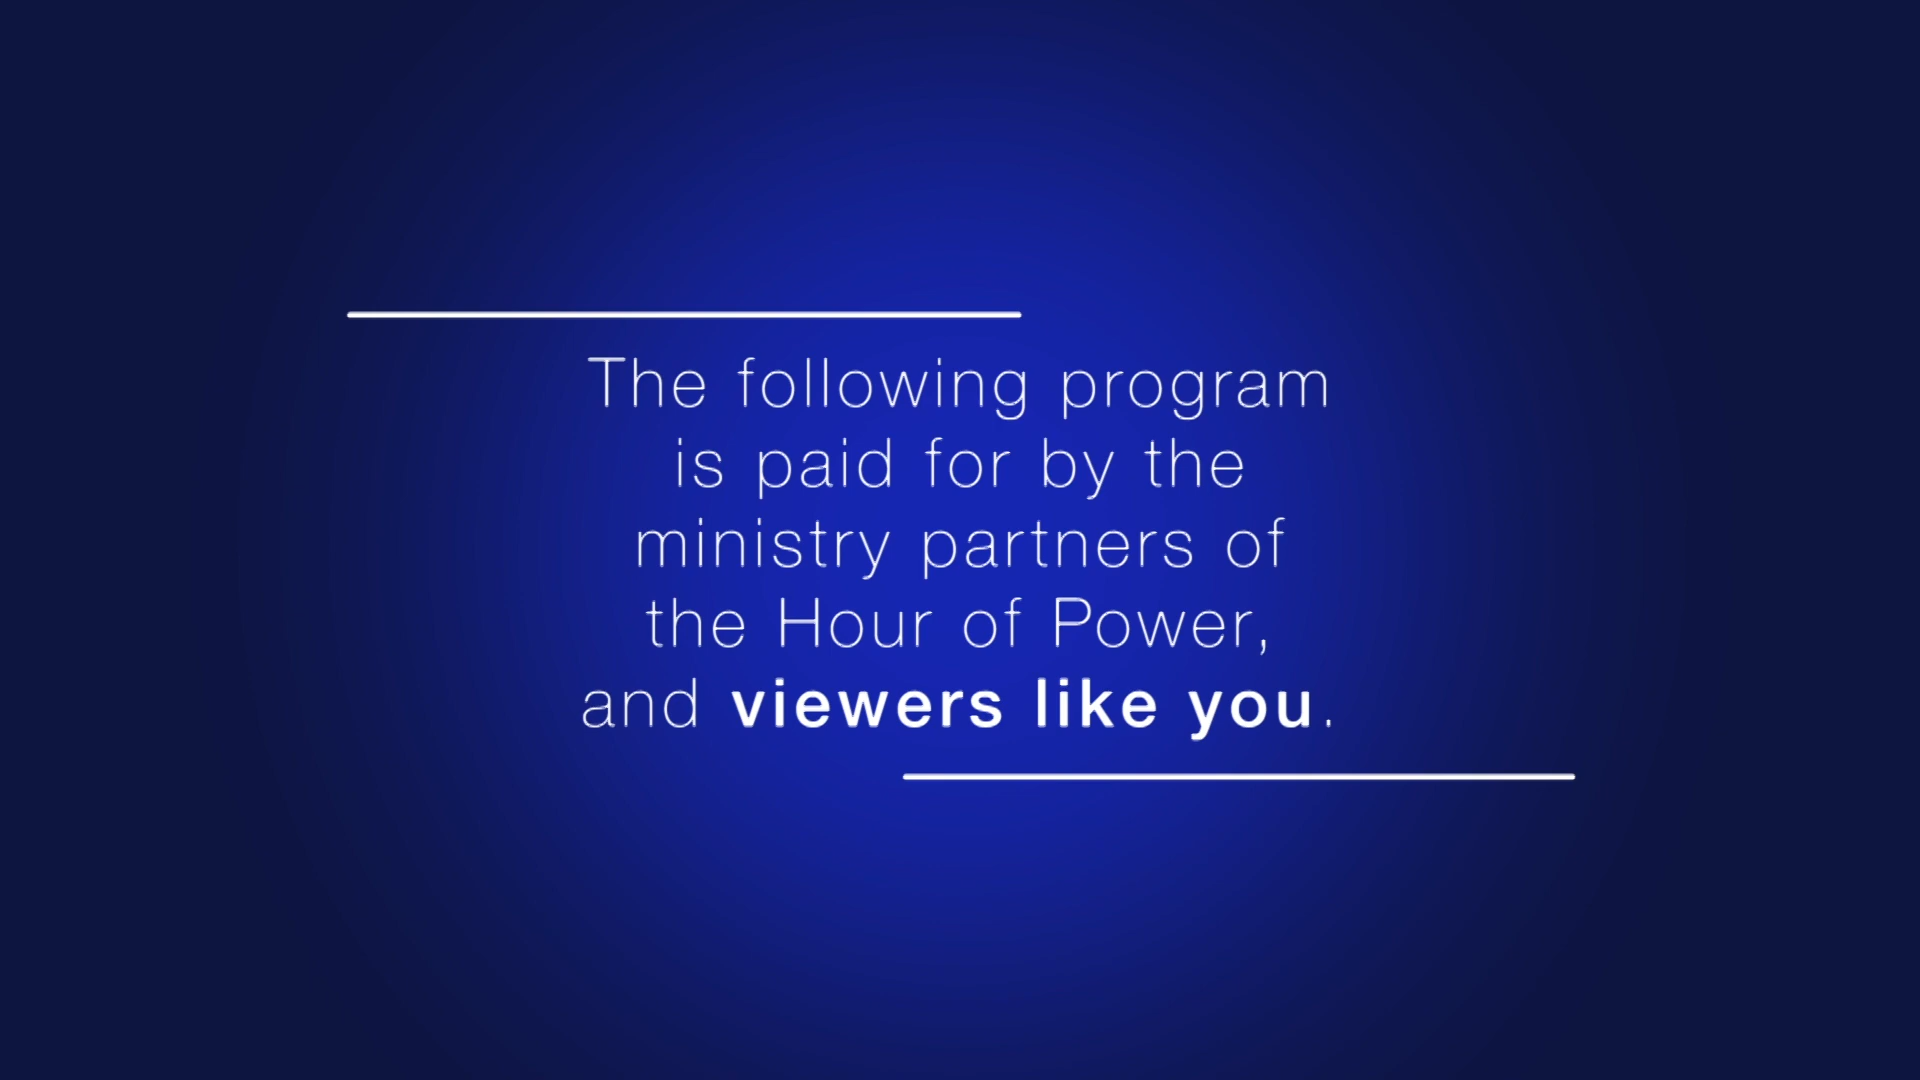 The following program
is paid for by the
ministry partners of
the Hour of Power,
and viewers like you.